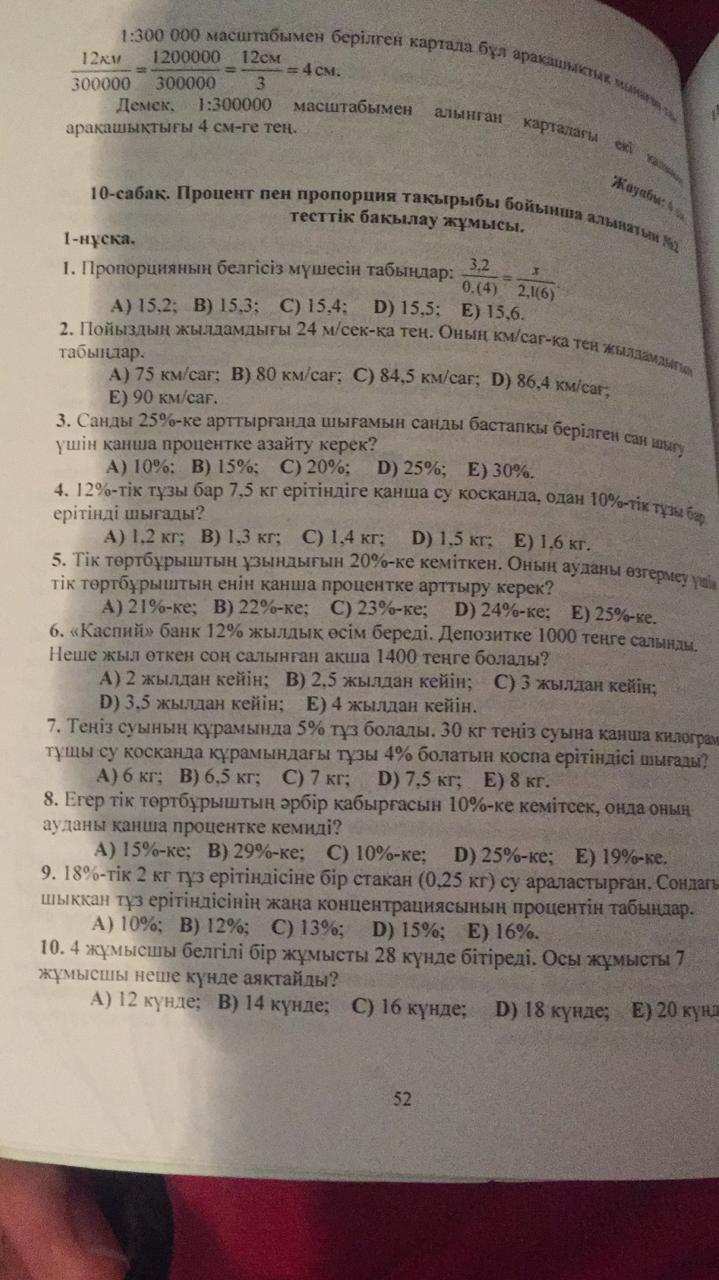 1:300 000 масштабымен берілген картада бұл арақашықтық
12км/300000 = 1200000/300000 = 12см/3 = 4 см.
Демек, 1:300000 масштабымен алынған картадағы екі
арақашықтығы 4 см-ге тең.
Жауабы: 4
10-сабақ. Процент пен пропорция тақырыбы бойынша алынатын №2
тесттік бақылау жұмысы.
1-нұсқа.
1. Пропорцияның белгісіз мүшесін табыңдар: 3,2/0,(4) = x/2,1(6).
A) 15,2; B) 15,3; C) 15,4; D) 15,5; E) 15,6.
2. Пойыздың жылдамдығы 24 м/сек-қа тең. Оның км/сағ-қа тең жылдамдығын
табыңдар.
A) 75 км/сағ; B) 80 км/сағ; C) 84,5 км/сағ; D) 86,4 км/сағ;
E) 90 км/сағ.
3. Санды 25%-ке арттырғанда шығамын санды бастапқы берілген сан шығу
үшін қанша процентке азайту керек?
A) 10%; B) 15%; C) 20%; D) 25%; E) 30%.
4. 12%-тік тұзы бар 7,5 кг ерітіндіге қанша су қосқанда, одан 10%-тік тұзы бар
ерітінді шығады?
A) 1,2 кг; B) 1,3 кг; C) 1,4 кг; D) 1,5 кг; E) 1,6 кг.
5. Тік төртбұрыштың ұзындығын 20%-ке кеміткен. Оның ауданы өзгермеу үшін
тік төртбұрыштың енін қанша процентке арттыру керек?
A) 21%-ке; B) 22%-ке; C) 23%-ке; D) 24%-ке; E) 25%-ке.
6. «Каспий» банк 12% жылдық өсім береді. Депозитке 1000 теңге салынды.
Неше жыл өткен соң салынған ақша 1400 теңге болады?
A) 2 жылдан кейін; B) 2,5 жылдан кейін; C) 3 жылдан кейін;
D) 3,5 жылдан кейін; E) 4 жылдан кейін.
7. Теңіз суының құрамында 5% тұз болады. 30 кг теңіз суына қанша килограм
тұщы су қосқанда құрамындағы тұзы 4% болатын қоспа ерітіндісі шығады?
A) 6 кг; B) 6,5 кг; C) 7 кг; D) 7,5 кг; E) 8 кг.
8. Егер тік төртбұрыштың әрбір қабырғасын 10%-ке кемітсек, онда оның
ауданы қанша процентке кемиді?
A) 15%-ке; B) 29%-ке; C) 10%-ке; D) 25%-ке; E) 19%-ке.
9. 18%-тік 2 кг тұз ерітіндісіне бір стакан (0,25 кг) су араластырған. Сондағы
шыққан тұз ерітіндісінің жаңа концентрациясының процентін табыңдар.
A) 10%; B) 12%; C) 13%; D) 15%; E) 16%.
10. 4 жұмысшы белгілі бір жұмысты 28 күнде бітіреді. Осы жұмысты 7
жұмысшы неше күнде аяқтайды?
A) 12 күнде; B) 14 күнде; C) 16 күнде; D) 18 күнде; E) 20 күнд
52